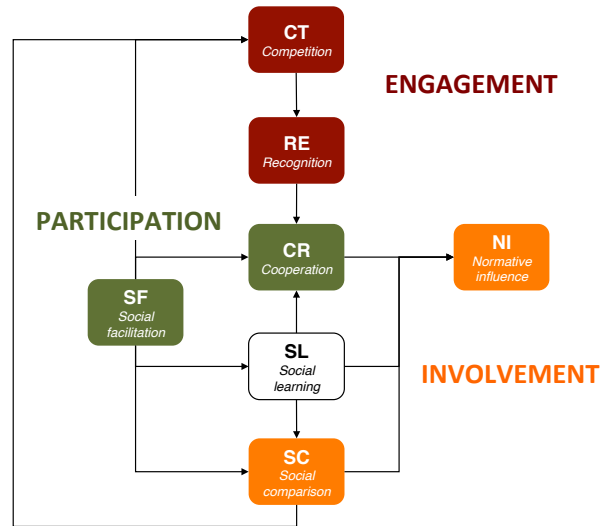 CT
Competition
ENGAGEMENT
RE
Recognition
PARTICIPATION
CR
Cooperation
NI
Normative
influence
SF
Social
facilitation
SL
Social
learning
INVOLVEMENT
SC
Social
comparison